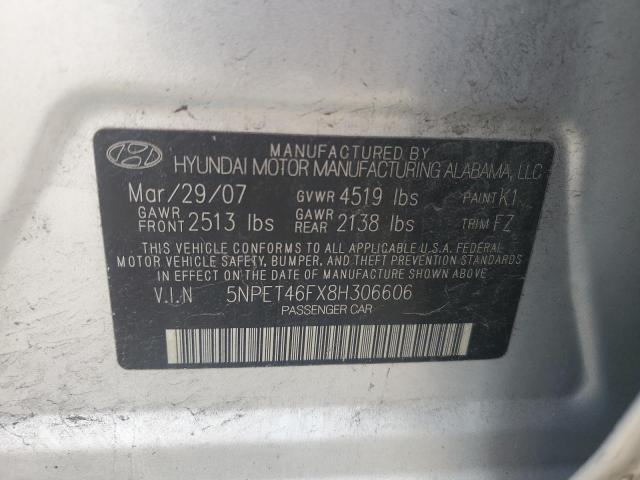 MANUFACTURED BY
HYUNDAI MOTOR MANUFACTURING ALABAMA, LLC
Mar/29/07 GVWR 4519 lbs PAINT K1
GAWR FRONT 2513 lbs GAWR REAR 2138 lbs TRIM FZ
THIS VEHICLE CONFORMS TO ALL APPLICABLE U.S.A. FEDERAL
MOTOR VEHICLE SAFETY, BUMPER, AND THEFT PREVENTION
STANDARDS IN EFFECT ON THE DATE OF MANUFACTURE SHOWN ABOVE
V.I.N 5NPET46FX8H306606
PASSENGER CAR